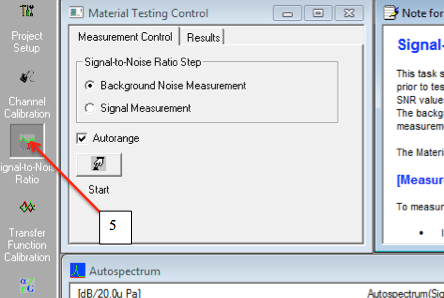 Project
Setup
Channel
Calibration
ignal-to-Noi
Ratio
Transfer
Function
Calibration
Material Testing Control
Measurement Control
Results
Signal-to-Noise Ratio Step
Background Noise Measurement
Signal Measurement
Autorange
Start
5
Autospectrum
[dB/20.0u Pa]
Autospectrum(Sig
Note for
Signal-
This task s
prior to tes
SNR value
The backg
measurem
The Materi
[Measur
To measur